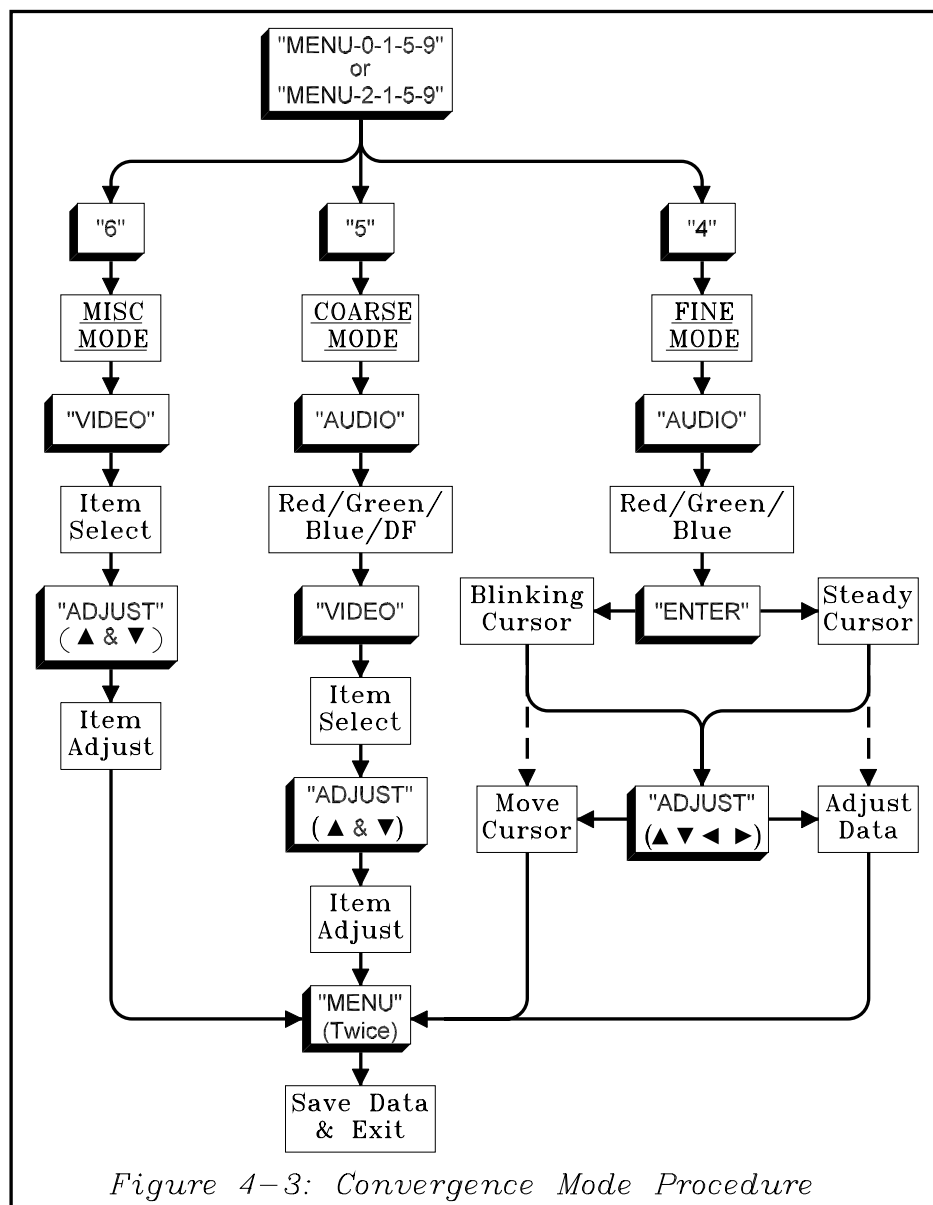 "MENU-0-1-5-9"
or
"MENU-2-1-5-9"
"6"
"5"
"4"
MISC
MODE
COARSE
MODE
FINE
MODE
"VIDEO"
"AUDIO"
"AUDIO"
Item
Select
Red/Green/
Blue/DF
Red/Green/
Blue
"ADJUST"
( ▲ & ▼ )
"VIDEO"
Blinking
Cursor
"ENTER"
Steady
Cursor
Item
Adjust
Item
Select
"ADJUST"
( ▲ & ▼)
Move
Cursor
"ADJUST"
(▲ ▼ ◄ ►)
Adjust
Data
Item
Adjust
"MENU"
(Twice)
Save Data
& Exit
Figure 4-3: Convergence Mode Procedure